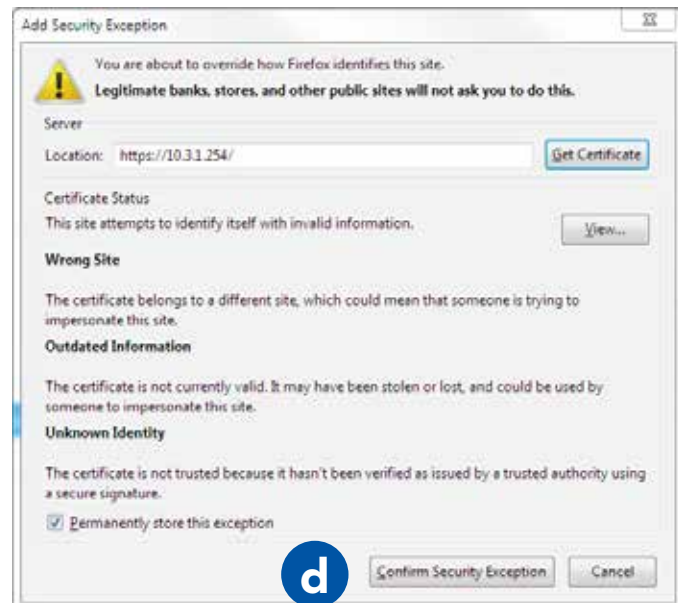 Add Security Exception
You are about to override how Firefox identifies this site.
Legitimate banks, stores, and other public sites will not ask you to do this.
Server
Location: https://10.3.1.254/ Get Certificate
Certificate Status
This site attempts to identify itself with invalid information. View...
Wrong Site
The certificate belongs to a different site, which could mean that someone is trying to
impersonate this site.
Outdated Information
The certificate is not currently valid. It may have been stolen or lost, and could be used by
someone to impersonate this site.
Unknown Identity
The certificate is not trusted because it hasn't been verified as issued by a trusted authority using
a secure signature.
Permanently store this exception
d Confirm Security Exception Cancel